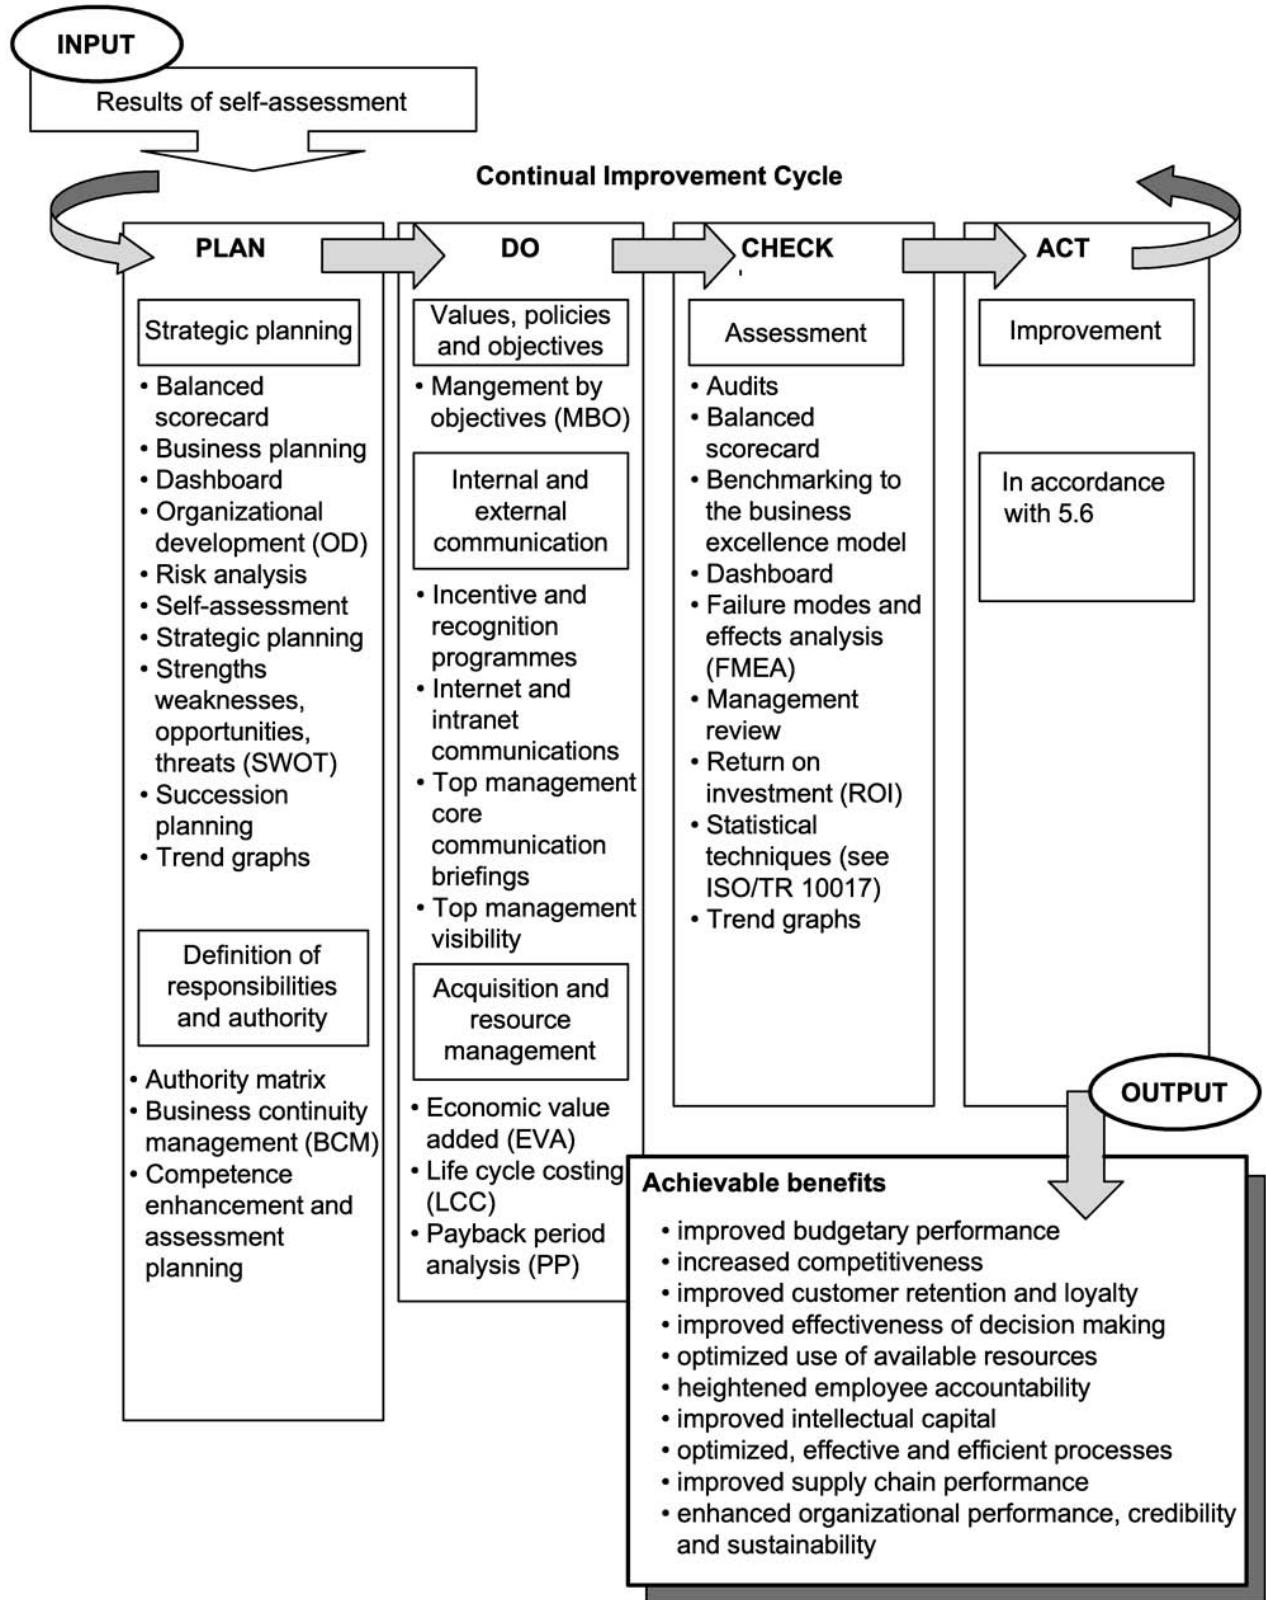 INPUT
Results of self-assessment
Continual Improvement Cycle
PLAN
Strategic planning
• Balanced
scorecard
• Business planning
• Dashboard
• Organizational
development (OD)
• Risk analysis
• Self-assessment
• Strategic planning
• Strengths
weaknesses,
opportunities,
threats (SWOT)
• Succession
planning
• Trend graphs
Definition of
responsibilities
and authority
• Authority matrix
• Business continuity
management (BCM)
• Competence
enhancement and
assessment
planning
DO
Values, policies
and objectives
• Mangement by
objectives (MBO)
Internal and
external
communication
• Incentive and
recognition
programmes
• Internet and
intranet
communications
• Top management
core
communication
briefings
• Top management
visibility
Acquisition and
resource
management
• Economic value
added (EVA)
• Life cycle costing
(LCC)
• Payback period
analysis (PP)
CHECK
Assessment
• Audits
• Balanced
scorecard
• Benchmarking to
the business
excellence model
• Dashboard
• Failure modes and
effects analysis
(FMEA)
• Management
review
• Return on
investment (ROI)
• Statistical
techniques (see
ISO/TR 10017)
• Trend graphs
ACT
Improvement
In accordance
with 5.6
OUTPUT
Achievable benefits
• improved budgetary performance
• increased competitiveness
• improved customer retention and loyalty
• improved effectiveness of decision making
• optimized use of available resources
• heightened employee accountability
• improved intellectual capital
• optimized, effective and efficient processes
• improved supply chain performance
• enhanced organizational performance, credibility
and sustainability